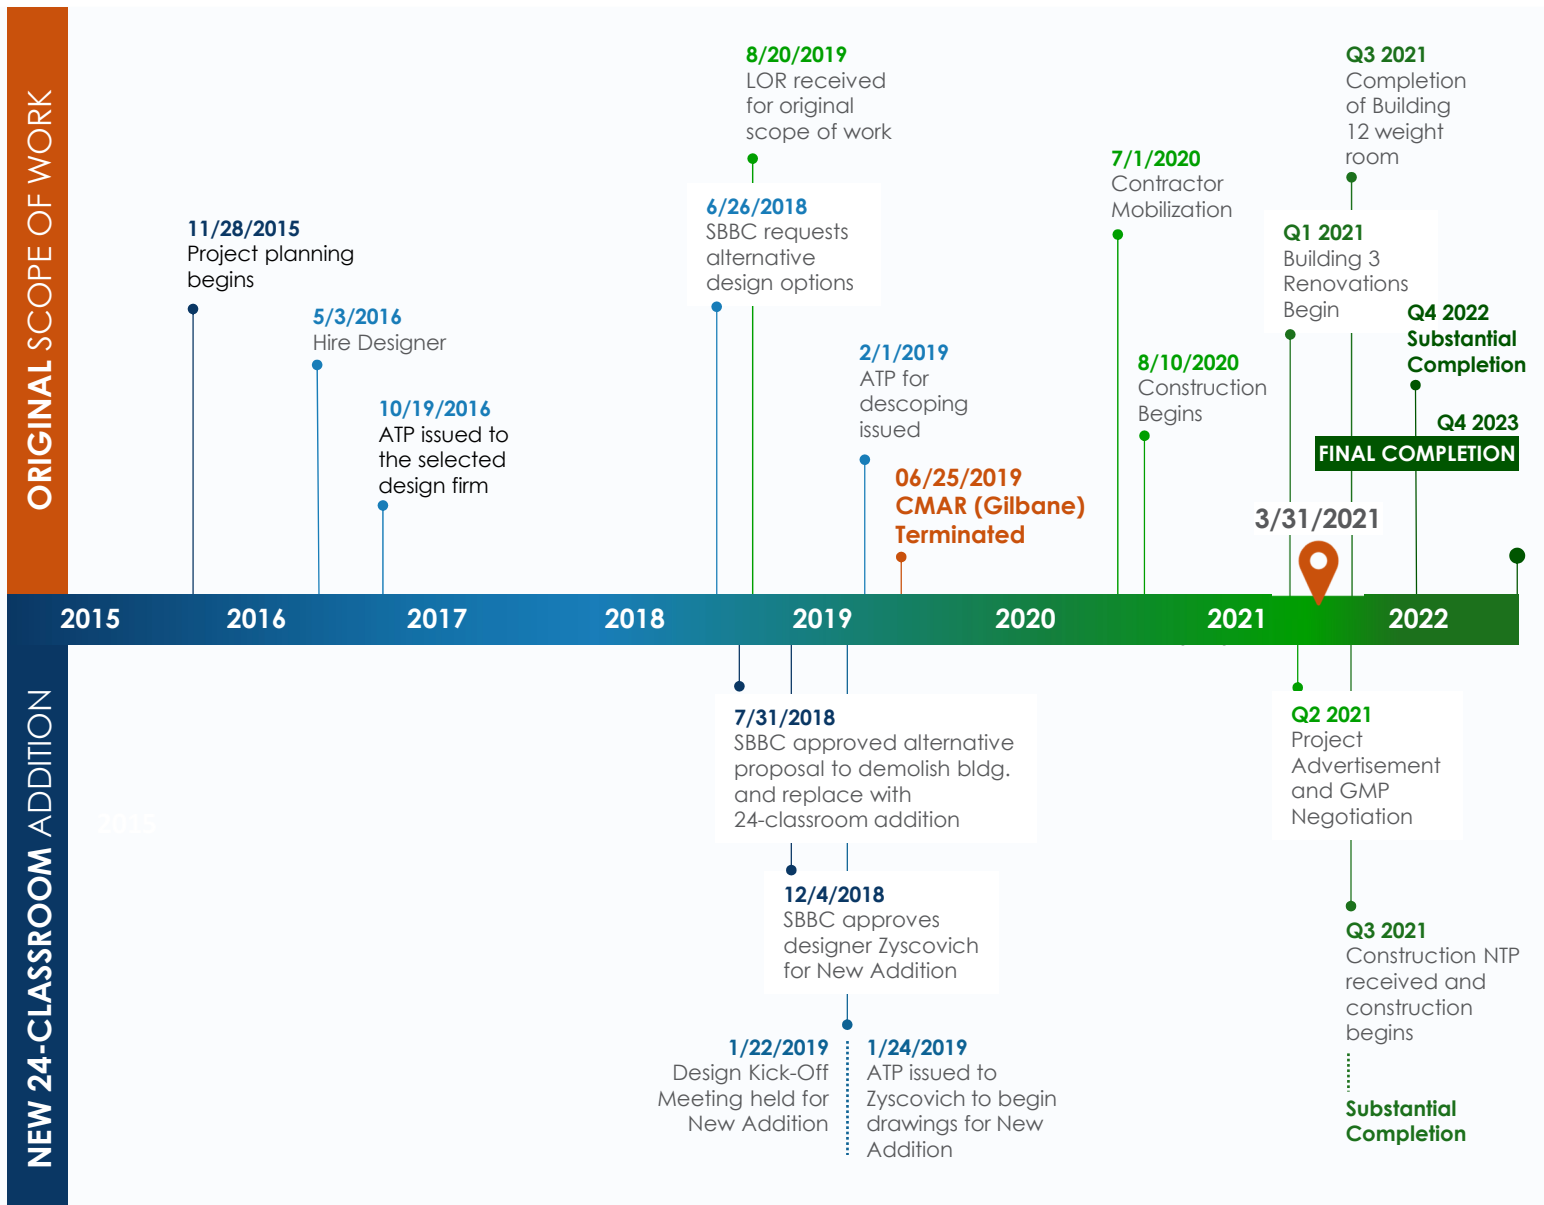 ORIGINAL SCOPE OF WORK
11/28/2015
Project planning
begins
5/3/2016
Hire Designer
10/19/2016
ATP issued to
the selected
design firm
8/20/2019
LOR received
for original
scope of work
6/26/2018
SBBC requests
alternative
design options
2/1/2019
ATP for
descoping
issued
06/25/2019
CMAR (Gilbane)
Terminated
7/1/2020
Contractor
Mobilization
8/10/2020
Construction
Begins
Q3 2021
Completion
of Building
12 weight
room
Q1 2021
Building 3
Renovations
Begin
Q4 2022
Substantial
Completion
Q4 2023
FINAL COMPLETION
3/31/2021
2015 2016 2017 2018 2019 2020 2021 2022
NEW 24-CLASSROOM ADDITION
2015
7/31/2018
SBBC approved alternative
proposal to demolish bldg.
and replace with
24-classroom addition
12/4/2018
SBBC approves
designer Zyscovich
for New Addition
1/22/2019
Design Kick-Off
Meeting held for
New Addition
1/24/2019
ATP issued to
Zyscovich to begin
drawings for New
Addition
Q2 2021
Project
Advertisement
and GMP
Negotiation
Q3 2021
Construction NTP
received and
construction
begins
Substantial
Completion